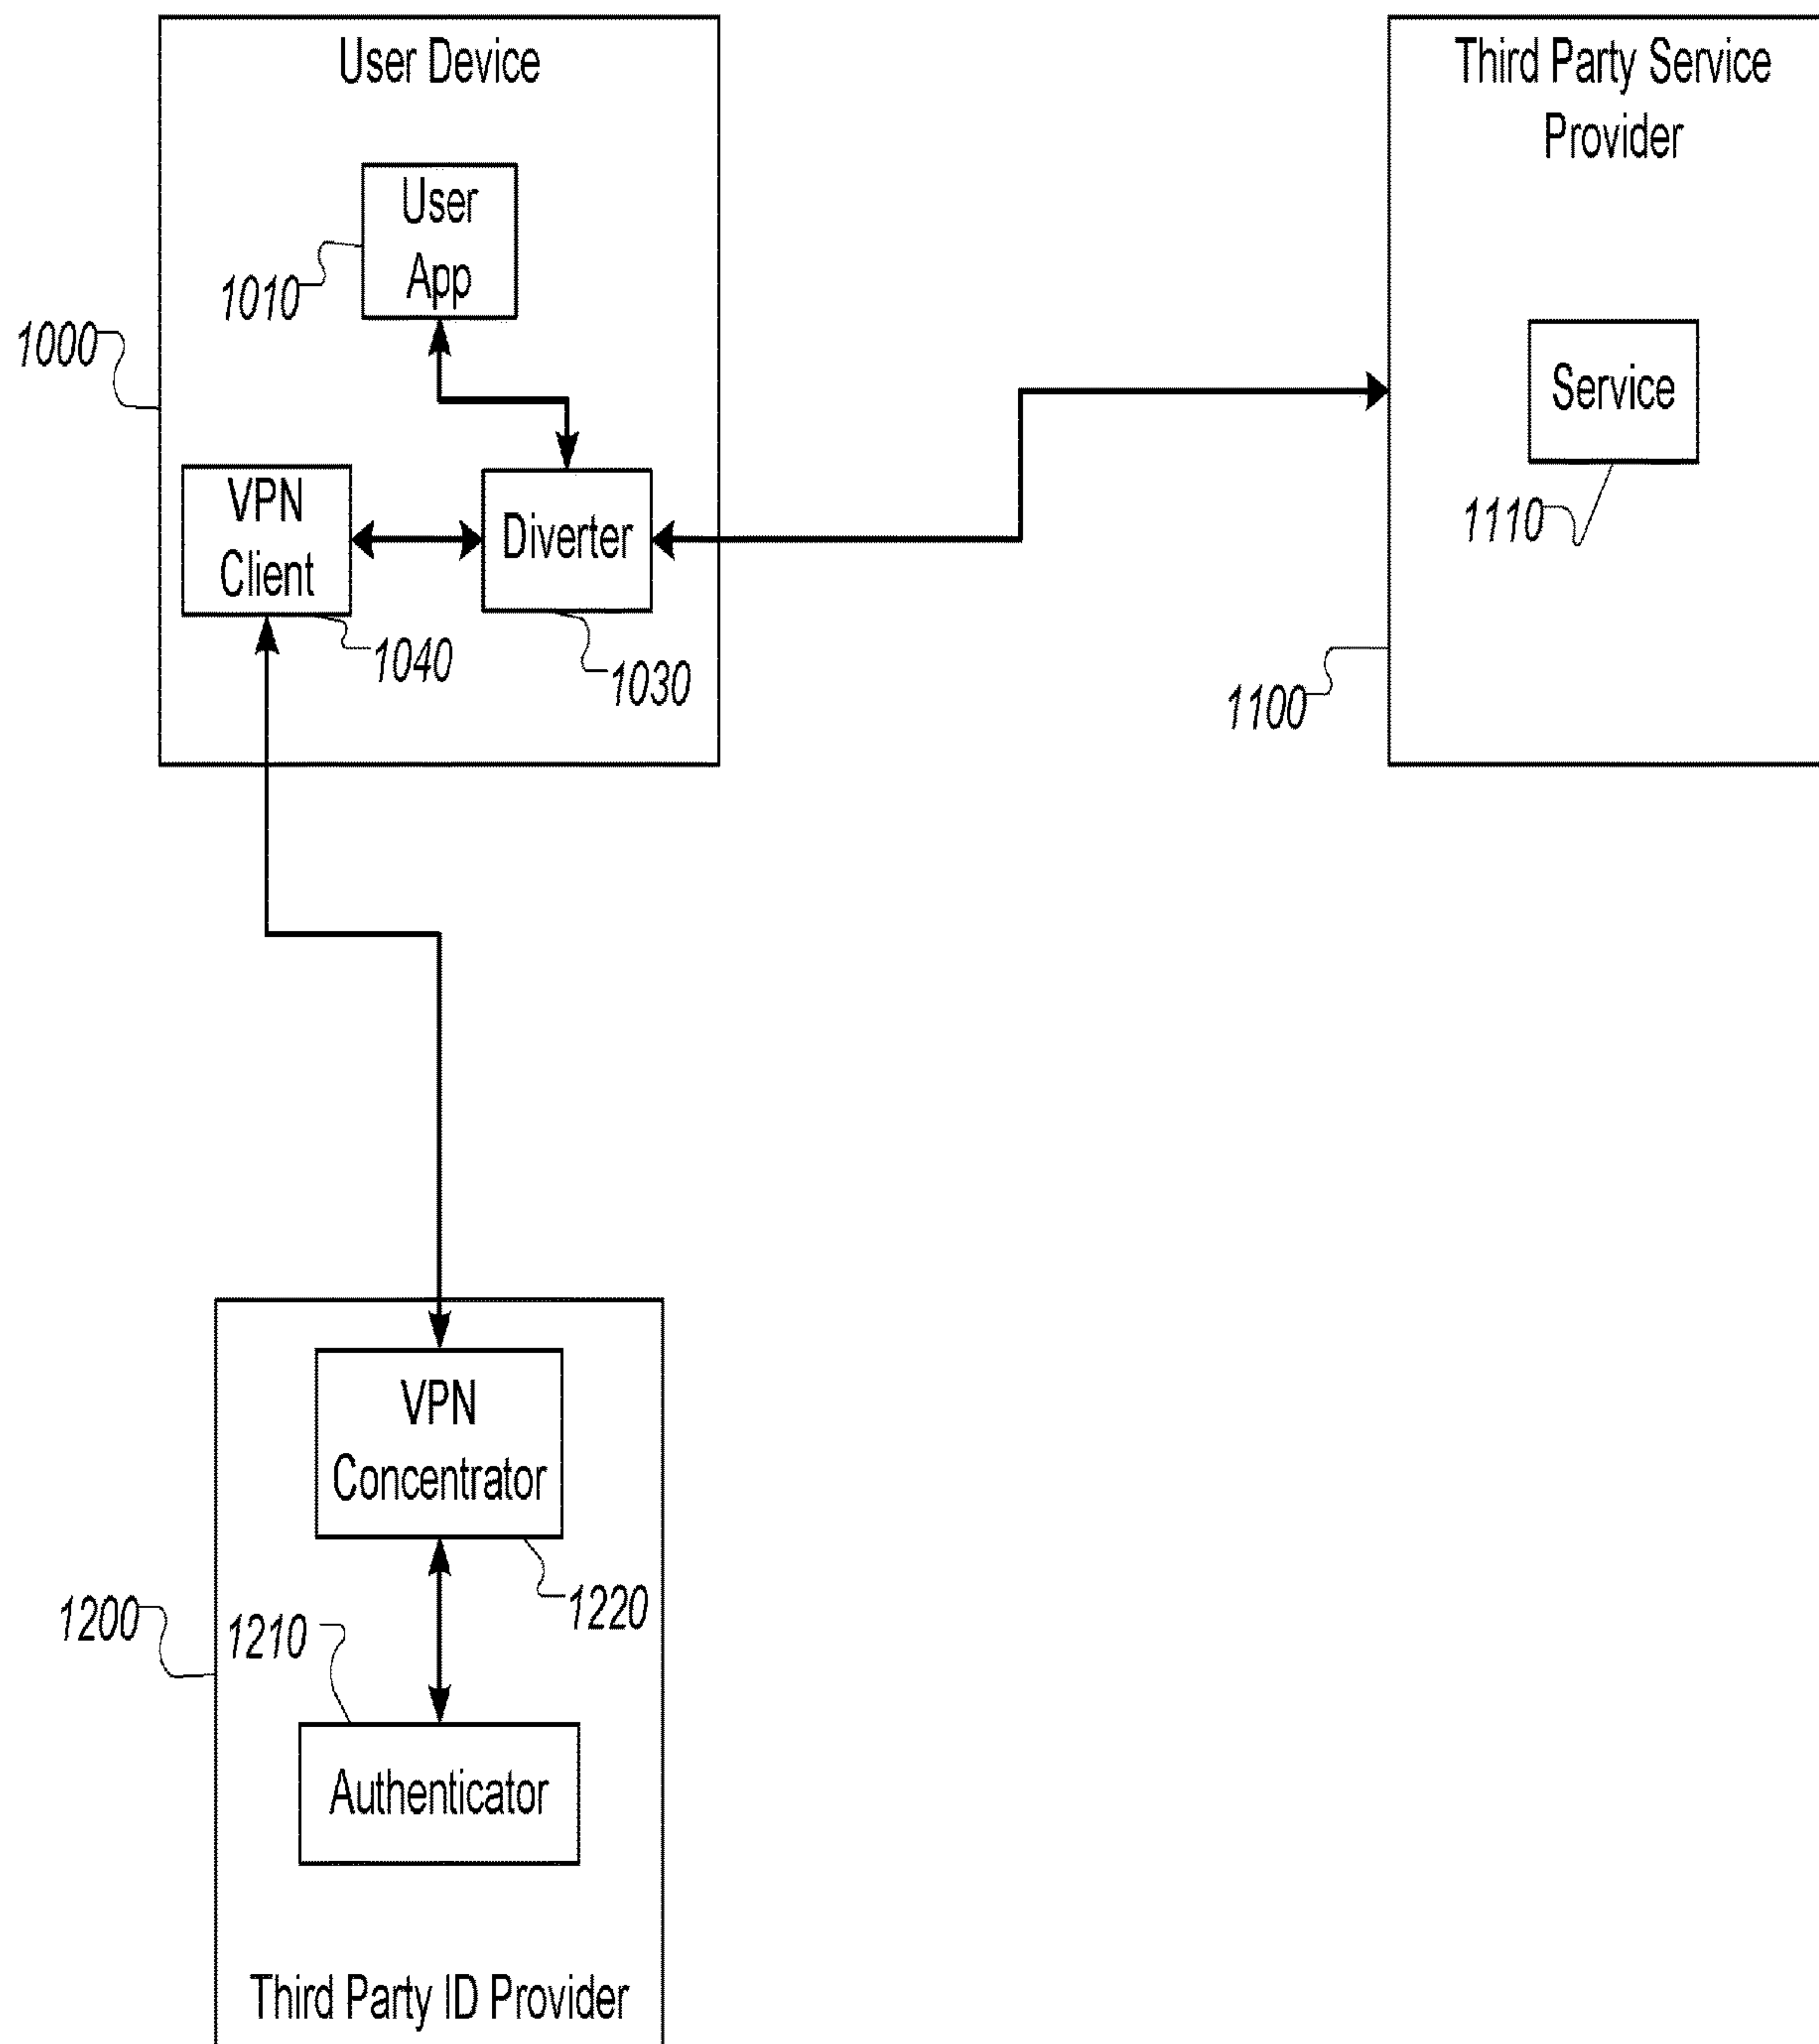 User Device
Third Party Service
Provider
User
App
1010
1000
Service
VPN
Client
Diverter
1110
1040
1030
1100
VPN
Concentrator
1220
1200
1210
Authenticator
Third Party ID Provider